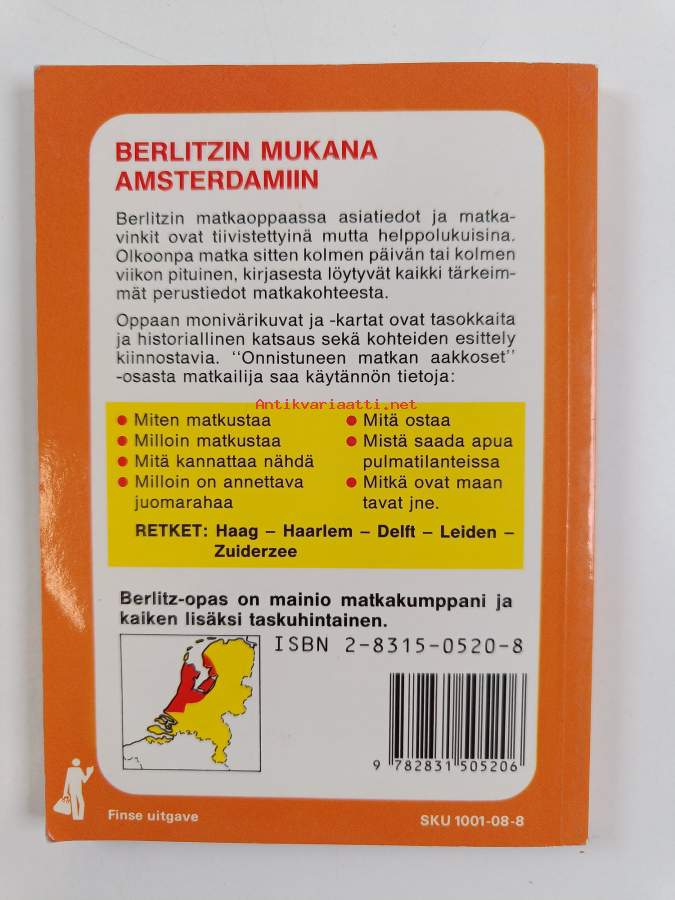 BERLITZIN MUKANA
AMSTERDAMIIN
Berlitzin matkaoppaassa asiatiedot ja matka-
vinkit ovat tiivistettyinä mutta helppolukuisina.
Olkoonpa matka sitten kolmen päivän tai kolmen
viikon pituinen, kirjasesta löytyvät kaikki tärkeim-
mät perustiedot matkakohteesta.
Oppaan monivärikuvat ja -kartat ovat tasokkaita
ja historiallinen katsaus sekä kohteiden esittely
kiinnostavia. "Onnistuneen matkan aakkoset"
-osasta matkailija saa käytännön tietoja:
Antikvariaatti.net
• Miten matkustaa
• Milloin matkustaa
• Mitä kannattaa nähdä
• Milloin on annettava
juomarahaa
• Mitä ostaa
• Mistä saada apua
pulmatilanteissa
• Mitkä ovat maan
tavat jne.
RETKET: Haag – Haarlem – Delft – Leiden –
Zuiderzee
Berlitz-opas on mainio matkakumppani ja
kaiken lisäksi taskuhintainen.
ISBN 2-8315-0520-8
9 782831 505206
Finse uitgave
SKU 1001-08-8